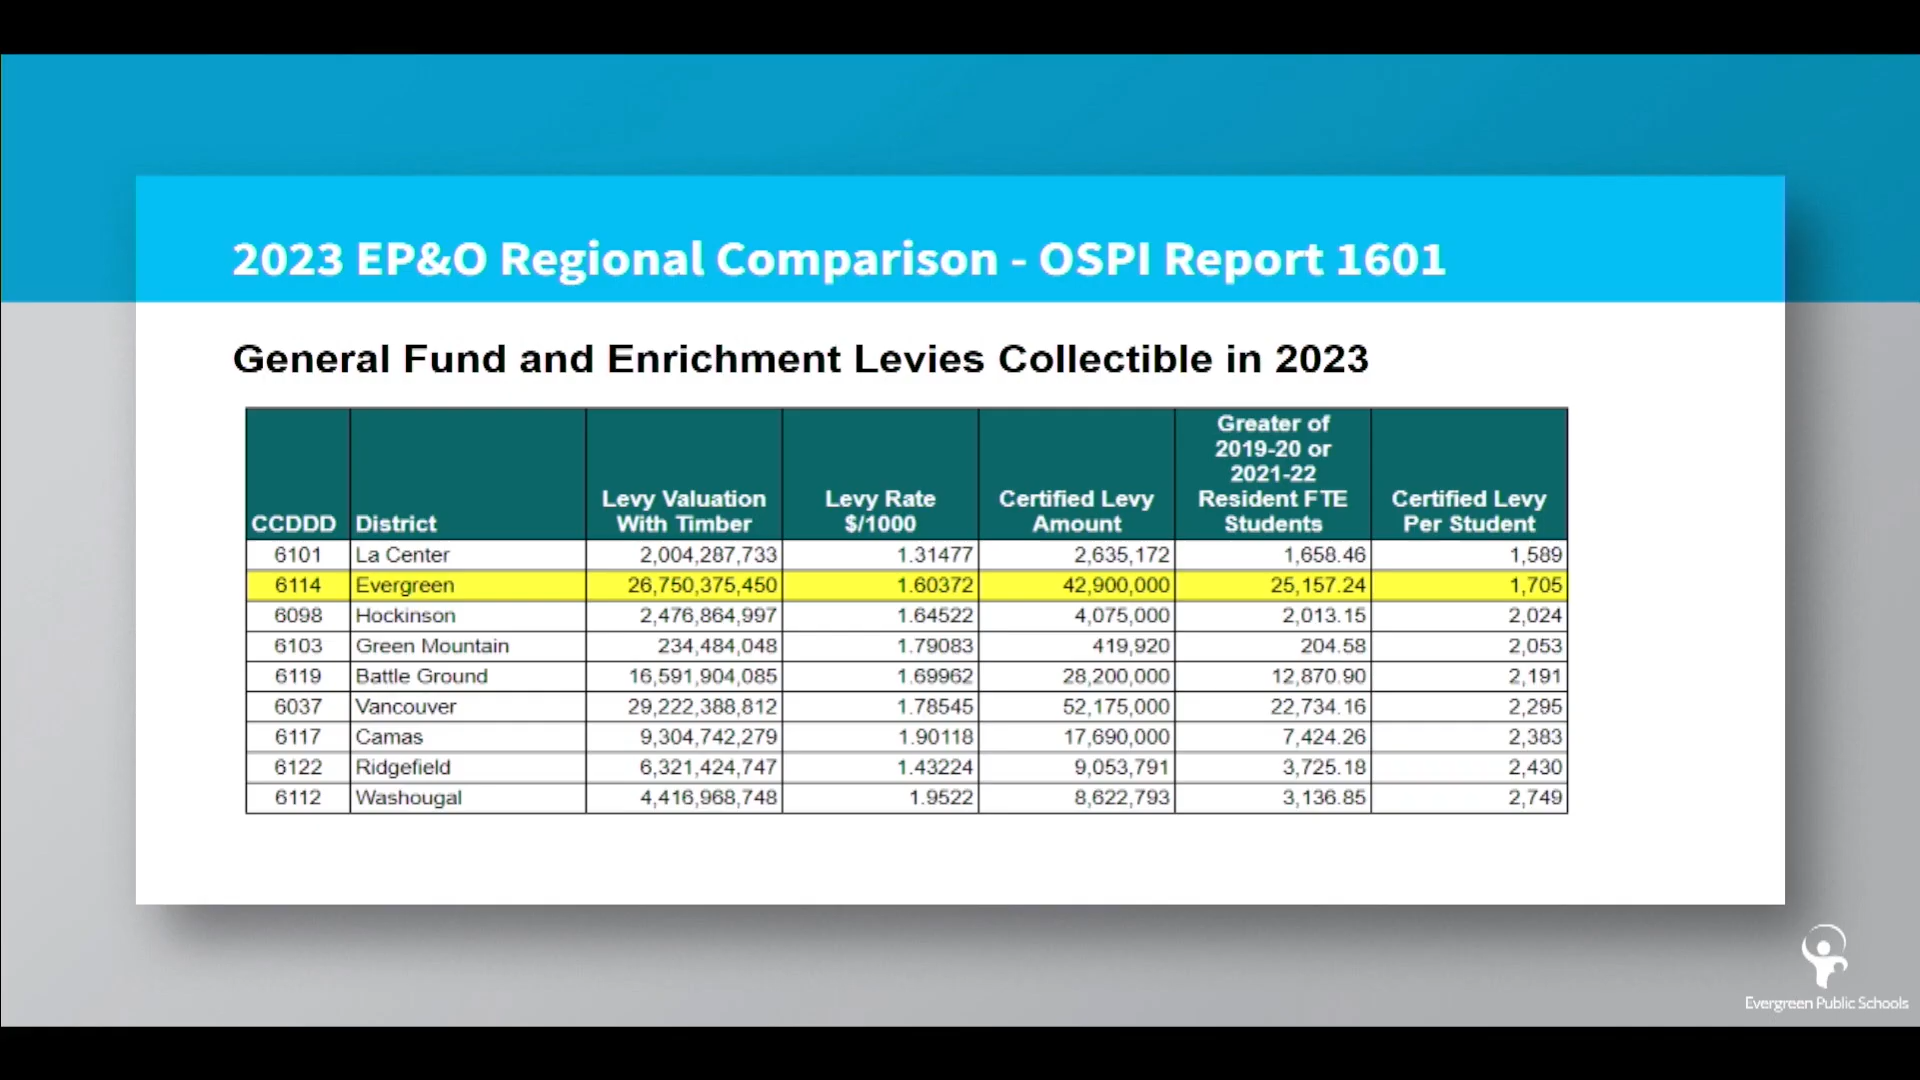 2023 EP&O Regional Comparison - OSPI Report 1601
General Fund and Enrichment Levies Collectible in 2023
CCDDD District Levy Valuation With Timber Levy Rate $/1000 Certified Levy Amount Greater of 2019-20 or 2021-22 Resident FTE Students Certified Levy Per Student
6101 La Center 2,004,287,733 1.31477 2,635,172 1,658.46 1,589
6114 Evergreen 26,750,375,450 1.60372 42,900,000 25,157.24 1,705
6098 Hockinson 2,476,864,997 1.64522 4,075,000 2,013.15 2,024
6103 Green Mountain 234,484,048 1.79083 419,920 204.58 2,053
6119 Battle Ground 16,591,904,085 1.69962 28,200,000 12,870.90 2,191
6037 Vancouver 29,222,388,812 1.78545 52,175,000 22,734.16 2,295
6117 Camas 9,304,742,279 1.90118 17,690,000 7,424.26 2,383
6122 Ridgefield 6,321,424,747 1.43224 9,053,791 3,725.18 2,430
6112 Washougal 4,416,968,748 1.9522 8,622,793 3,136.85 2,749
Evergreen Public Schools